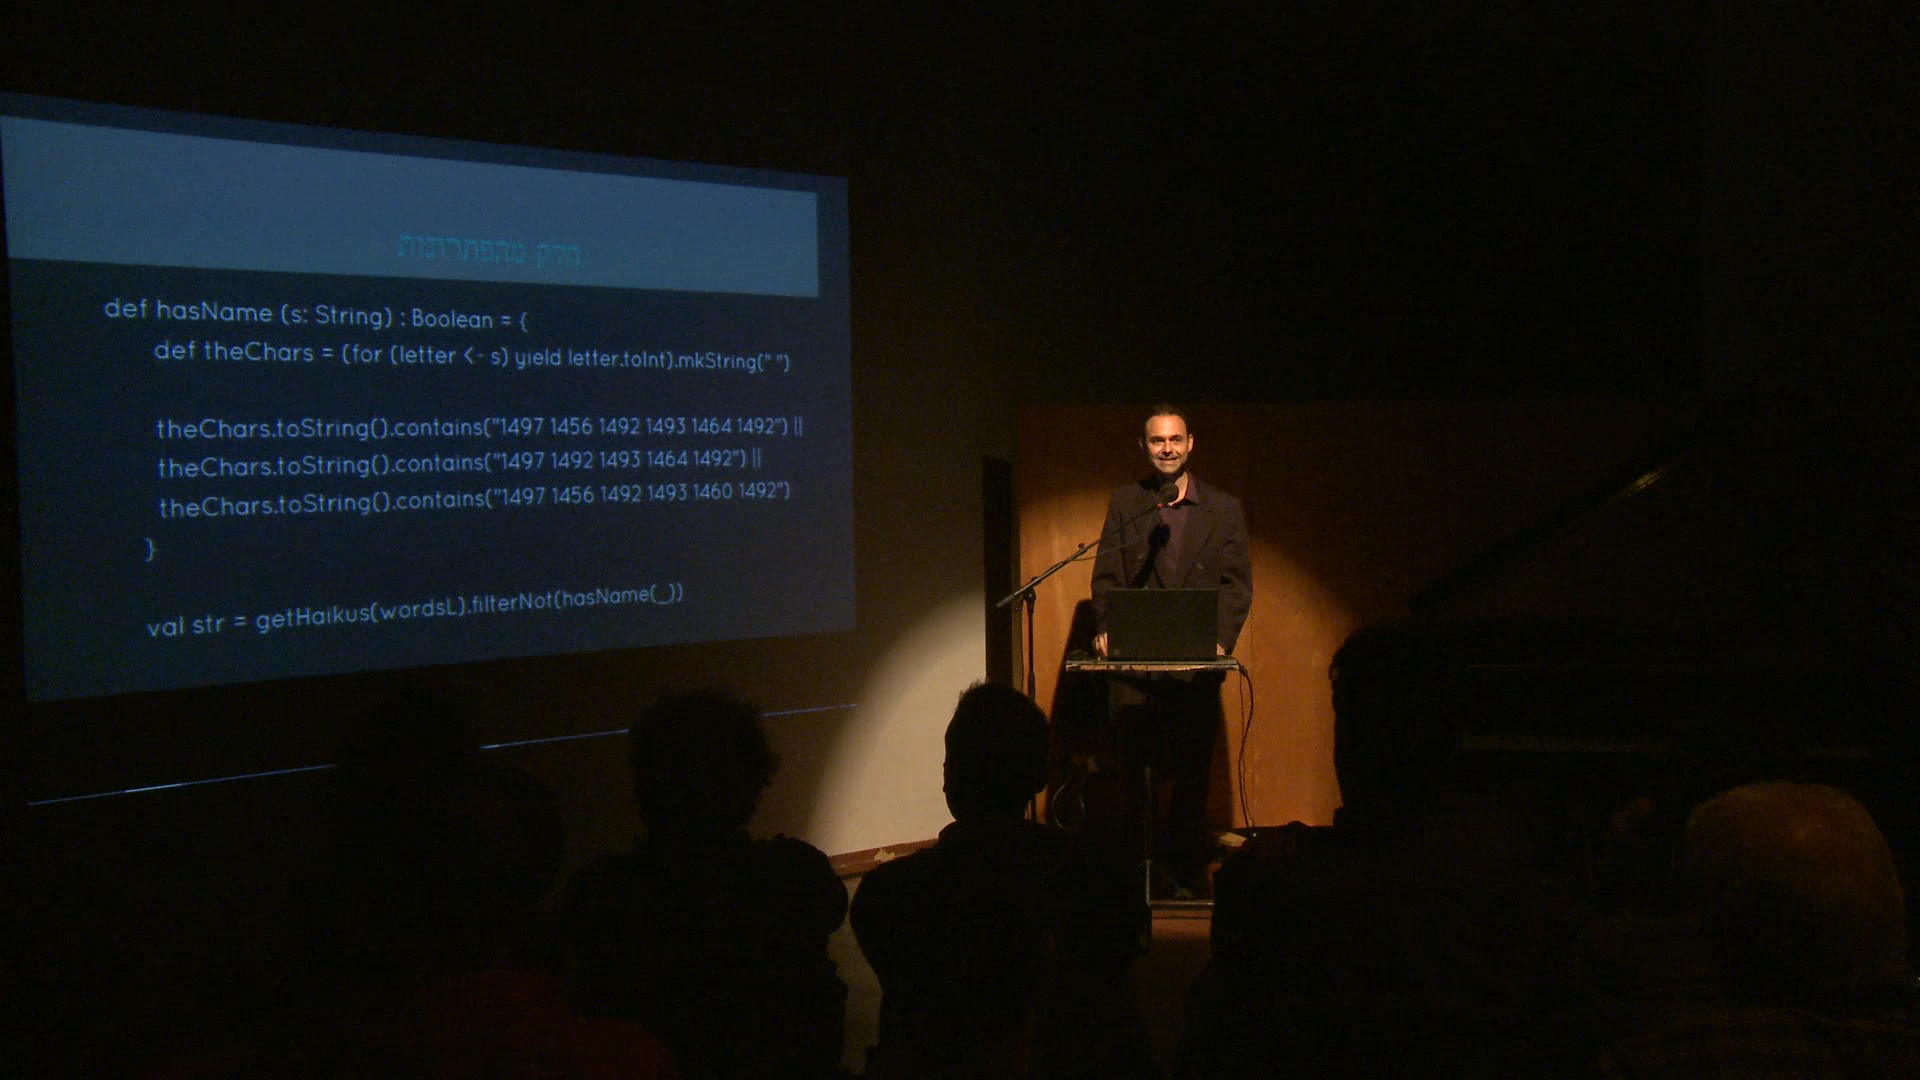 חלק מהפתרונות
def hasName (s: String) : Boolean = {
def theChars = (for (letter <- s) yield letter.toInt).mkString(" ")
theChars.toString().contains("1497 1456 1492 1493 1464 1492") ||
theChars.toString().contains("1497 1492 1493 1464 1492") ||
theChars.toString().contains("1497 1456 1492 1493 1460 1492")
}
val str = getHaikus(wordsL).filterNot(hasName(_))